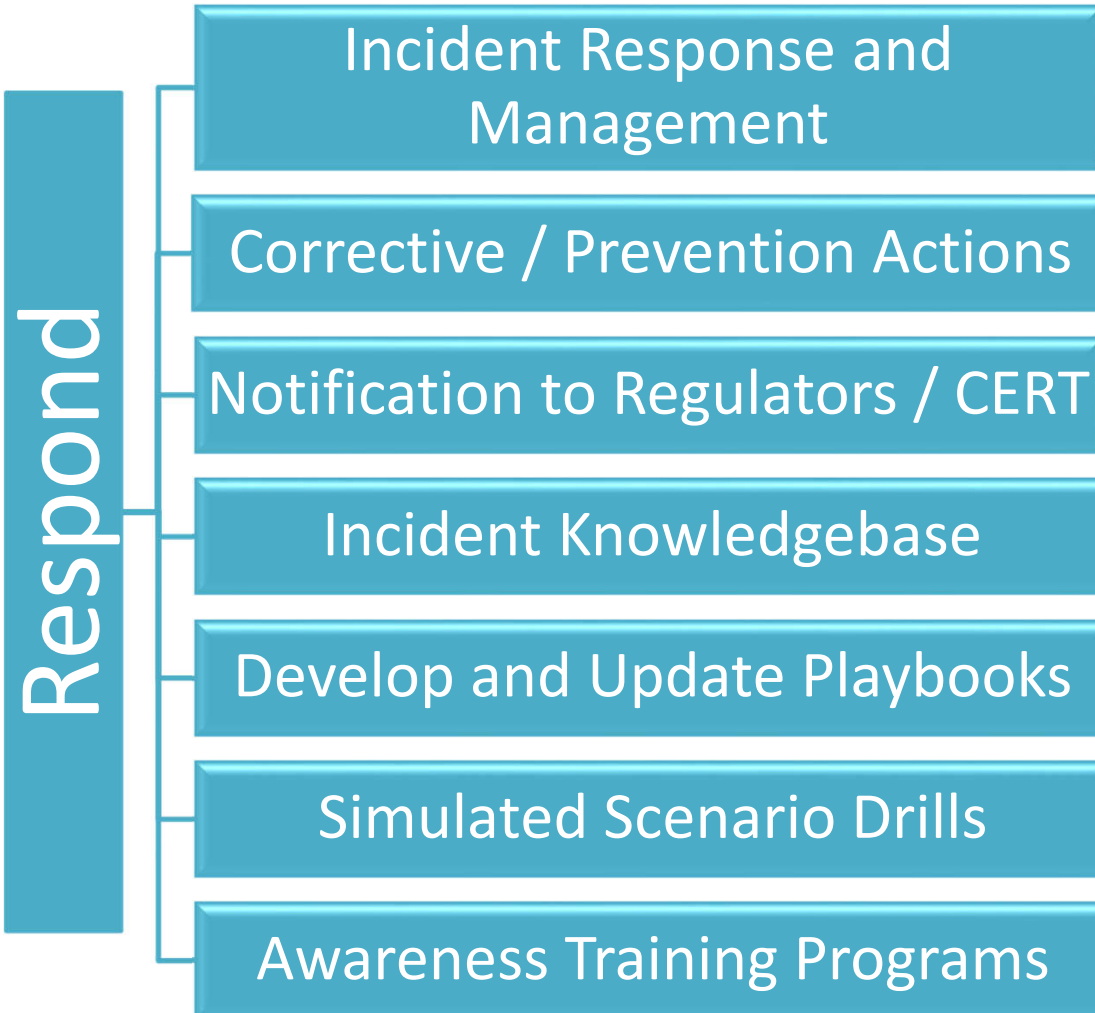 Respond
Incident Response and
Management
Corrective / Prevention Actions
Notification to Regulators / CERT
Incident Knowledgebase
Develop and Update Playbooks
Simulated Scenario Drills
Awareness Training Programs